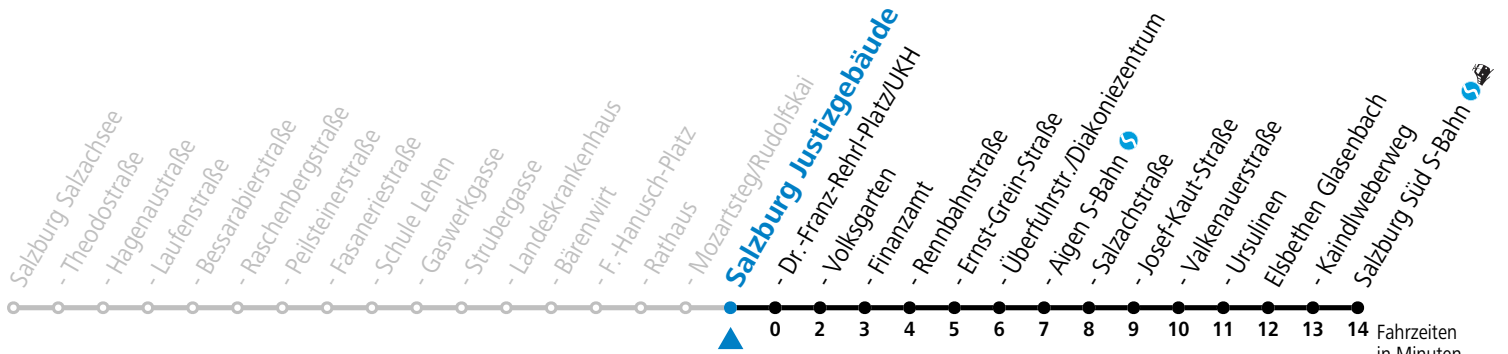 Salzburg Salzachsee
- Theodostraße
- Hagenaustraße
- Laufenstraße
- Bessarabierstraße
- Raschenbergstraße
- Peilsteinerstraße
- Fasaneriestraße
- Schule Lehen
- Gaswerkgasse
- Strubergasse
- Landeskrankenhaus
- Bärenwirt
- F.-Hanusch-Platz
- Rathaus
- Mozartsteg/Rudolfskai
Salzburg Justizgebäude
- Dr.-Franz-Rehrl-Platz/UKH
- Volksgarten
- Finanzamt
- Rennbahnstraße
- Ernst-Grein-Straße
- Überfuhrstr./Diakoniezentrum
- Aigen S-Bahn
- Salzachstraße
- Josef-Kaut-Straße
- Valkenauerstraße
- Ursulinen
Elsbethen Glasenbach
- Kaindlweberweg
Salzburg Süd S-Bahn
0 2 3 4 5 6 7 8 9 10 11 12 13 14 Fahrzeiten
in Minuten